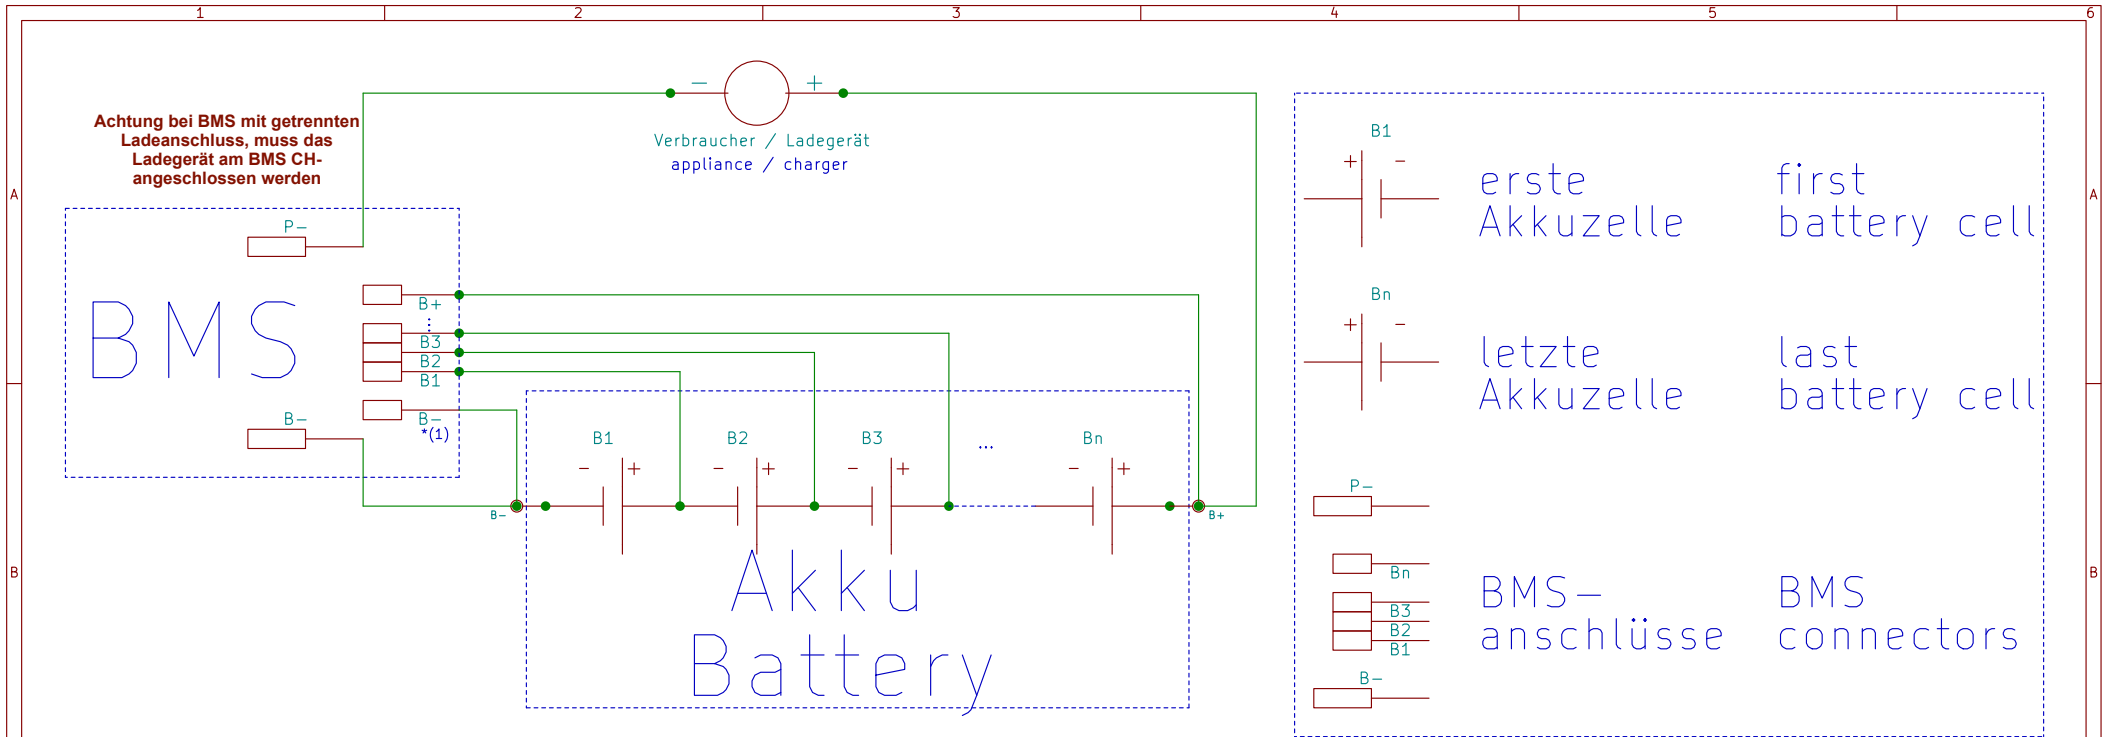 1 2 3 4 5 6
Achtung bei BMS mit getrennten
Ladeanschluss, muss das
Ladegerät am BMS CH-
angeschlossen werden
- +
Verbraucher / Ladegerät
appliance / charger
A
P-
BMS
B+
⋮
B3
B2
B1
B-
*(1)
B-
B
B1 B2 B3 ... Bn
- + - + - + - +
B- B+
Akku
Battery
B1
+ -
erste
Akkuzelle
first
battery cell
Bn
+ -
letzte
Akkuzelle
last
battery cell
P-
Bn
B3
B2
B1
B-
BMS-
anschlüsse
BMS
connectors
A
B